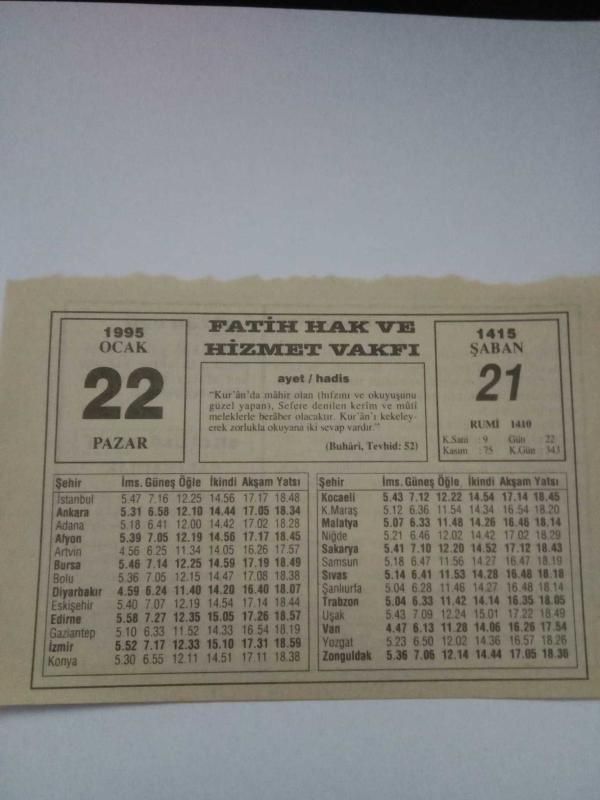 1995
OCAK
22
PAZAR
FATİH HAK VE
HİZMET VAKFI
ayet / hadis
"Kur'ân'da mâhir olan (hıfzını ve okuyuşunu
güzel yapan), Sefere denilen kerîm ve mûtî
meleklerle berâber olacaktır. Kur'ân'ı kekeley-
erek zorlukla okuyana iki sevap vardır."
(Buhâri, Tevhid: 52)
1415
ŞABAN
21
RUMİ 1410
K.Sani : 9 Gün : 22
Kasım : 75 K.Gün : 343
Şehir İms. Güneş Öğle İkindi Akşam Yatsı
İstanbul 5.47 7.16 12.25 14.56 17.17 18.48
Ankara 5.31 6.58 12.10 14.44 17.05 18.34
Adana 5.18 6.41 12.00 14.42 17.02 18.28
Afyon 5.39 7.05 12.19 14.56 17.17 18.45
Artvin 4.56 6.25 11.34 14.05 16.26 17.57
Bursa 5.46 7.14 12.25 14.59 17.19 18.49
Bolu 5.36 7.05 12.15 14.47 17.08 18.38
Diyarbakır 4.59 6.24 11.40 14.20 16.40 18.07
Eskişehir 5.40 7.07 12.19 14.54 17.14 18.44
Edirne 5.58 7.27 12.35 15.05 17.26 18.57
Gaziantep 5.10 6.33 11.52 14.33 16.54 18.19
İzmir 5.52 7.17 12.33 15.10 17.31 18.59
Konya 5.30 6.55 12.11 14.51 17.11 18.38
Şehir İms. Güneş Öğle İkindi Akşam Yatsı
Kocaeli 5.43 7.12 12.22 14.54 17.14 18.45
K.Maraş 5.12 6.36 11.54 14.34 16.54 18.20
Malatya 5.07 6.33 11.48 14.26 16.46 18.14
Niğde 5.21 6.46 12.02 14.42 17.02 18.29
Sakarya 5.41 7.10 12.20 14.52 17.12 18.43
Samsun 5.18 6.47 11.56 14.27 16.47 18.19
Sıvas 5.14 6.41 11.53 14.28 16.48 18.18
Şanlıurfa 5.04 6.28 11.46 14.27 16.48 18.14
Trabzon 5.04 6.33 11.42 14.14 16.35 18.05
Uşak 5.43 7.09 12.24 15.01 17.22 18.49
Van 4.47 6.13 11.28 14.06 16.26 17.54
Yozgat 5.23 6.50 12.02 14.36 16.57 18.26
Zonguldak 5.36 7.06 12.14 14.44 17.05 18.36